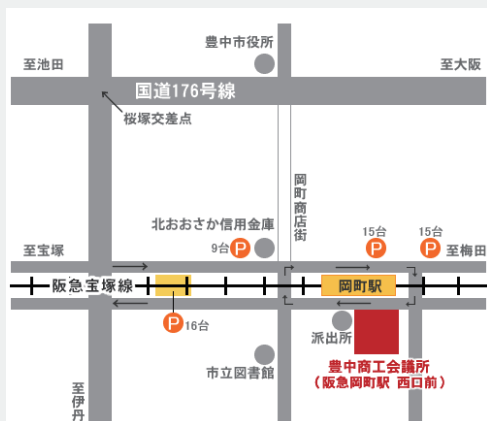 豊中市役所
至池田
至大阪
国道176号線
桜塚交差点
岡町商店街
北おおさか信用金庫
15台
15台
P
P
9台 P
至宝塚
至梅田
阪急宝塚線
岡町駅
P 16台
派出所
市立図書館
豊中商工会議所
（阪急岡町駅 西口前）
至伊丹